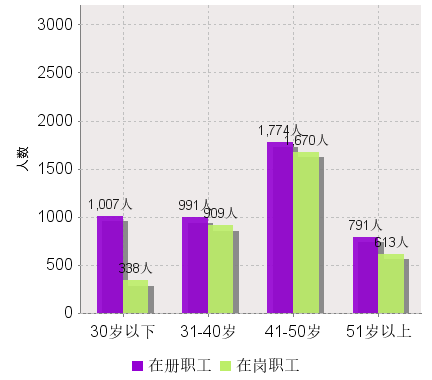 3000
2500
2000
1500
1000
500
0
人数
1,007人
338人
991人
909人
1,774人
1,670人
791人
613人
30岁以下
31-40岁
41-50岁
51岁以上
在册职工
在岗职工